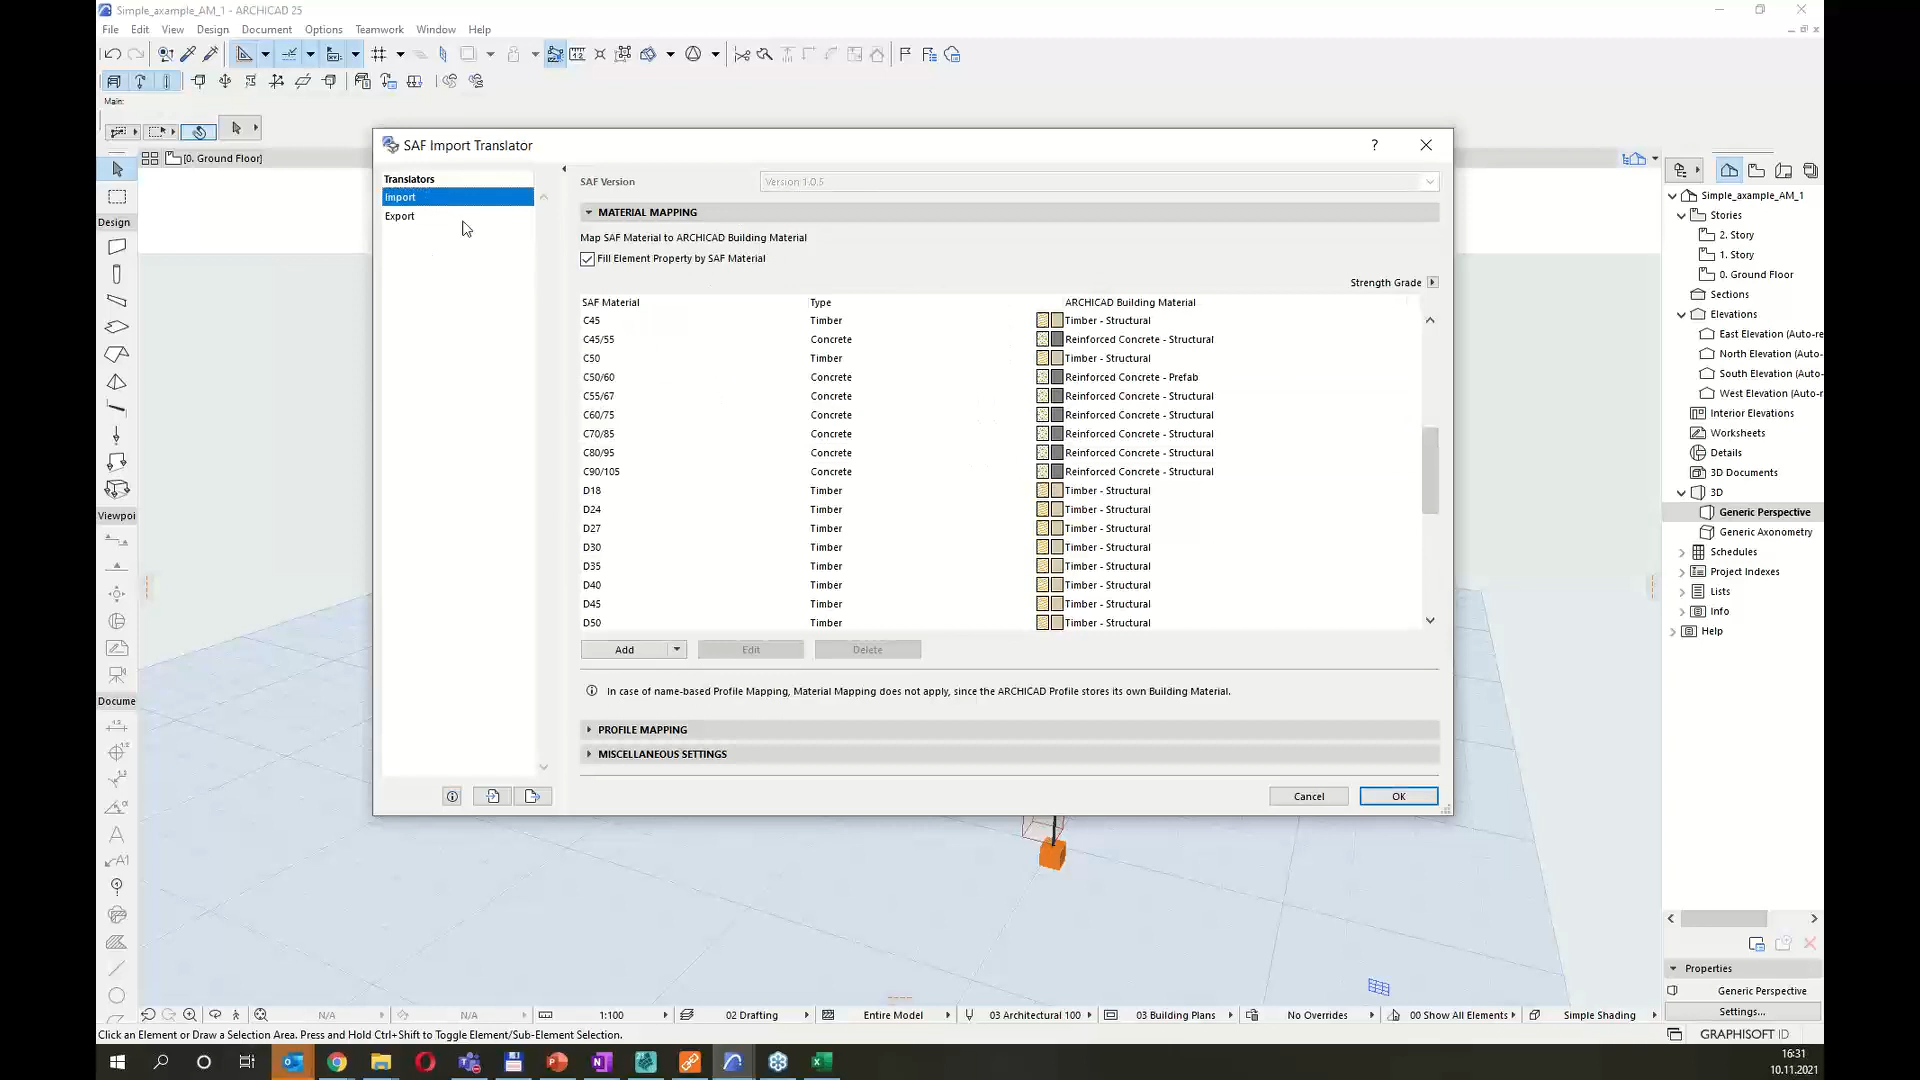 Simple_axample_AM_1 - ARCHICAD 25
File Edit View Design Document Options Teamwork Window Help
Main:
[0. Ground Floor]
Design
Viewpoi
Docume
SAF Import Translator
?
Translators
Import
Export
SAF Version Version 1.0.5
MATERIAL MAPPING
Map SAF Material to ARCHICAD Building Material
Fill Element Property by SAF Material
Strength Grade
SAF Material Type ARCHICAD Building Material
C45 Timber Timber - Structural
C45/55 Concrete Reinforced Concrete - Structural
C50 Timber Timber - Structural
C50/60 Concrete Reinforced Concrete - Prefab
C55/67 Concrete Reinforced Concrete - Structural
C60/75 Concrete Reinforced Concrete - Structural
C70/85 Concrete Reinforced Concrete - Structural
C80/95 Concrete Reinforced Concrete - Structural
C90/105 Concrete Reinforced Concrete - Structural
D18 Timber Timber - Structural
D24 Timber Timber - Structural
D27 Timber Timber - Structural
D30 Timber Timber - Structural
D35 Timber Timber - Structural
D40 Timber Timber - Structural
D45 Timber Timber - Structural
D50 Timber Timber - Structural
Add Edit Delete
In case of name-based Profile Mapping, Material Mapping does not apply, since the ARCHICAD Profile stores its own Building Material.
PROFILE MAPPING
MISCELLANEOUS SETTINGS
Cancel OK
Simple_axample_AM_1
Stories
2. Story
1. Story
0. Ground Floor
Sections
Elevations
East Elevation (Auto-re
North Elevation (Auto-
South Elevation (Auto-
West Elevation (Auto-r
Interior Elevations
Worksheets
Details
3D Documents
3D
Generic Perspective
Generic Axonometry
Schedules
Project Indexes
Lists
Info
Help
Properties
Generic Perspective
Settings...
N/A N/A 1:100 02 Drafting Entire Model 03 Architectural 100 03 Building Plans No Overrides 00 Show All Elements Simple Shading
Click an Element or Draw a Selection Area. Press and Hold Ctrl+Shift to Toggle Element/Sub-Element Selection.
GRAPHISOFT ID
16:31
10.11.2021